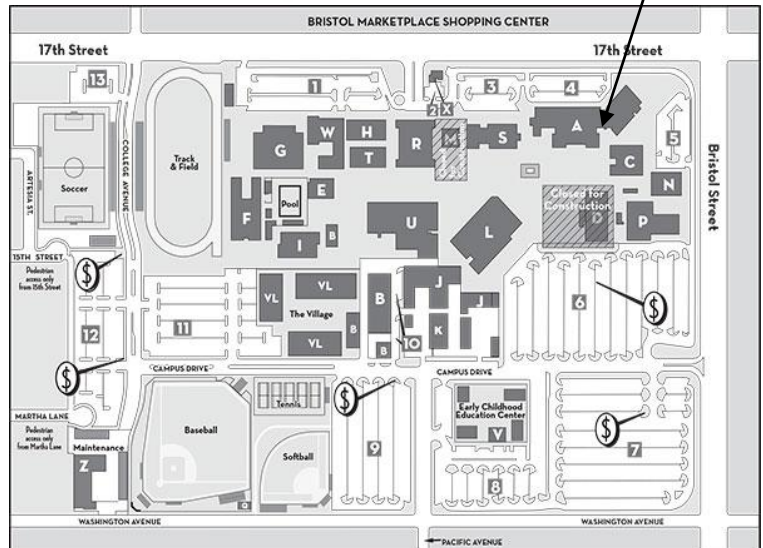 BRISTOL MARKETPLACE SHOPPING CENTER
17th Street
17th Street
13
1
2
X
3
4
5
COLLEGE AVENUE
ARTESIA ST.
Soccer
Track
& Field
G
W
H
T
R
M
S
A
C
N
Bristol Street
F
Pool
E
I
B
U
L
Closed for
Construction
D
P
15TH STREET
Pedestrian
access only
from 15th Street
$
12
11
VL
VL
The Village
VL
B
B
B
J
J
K
10
6
$
$
CAMPUS DRIVE
CAMPUS DRIVE
MARTHA LANE
Pedestrian
access only
from Martha Lane
Maintenance
Z
Baseball
Tennis
Softball
$
9
Early Childhood
Education Center
V
8
$
7
WASHINGTON AVENUE
WASHINGTON AVENUE
PACIFIC AVENUE